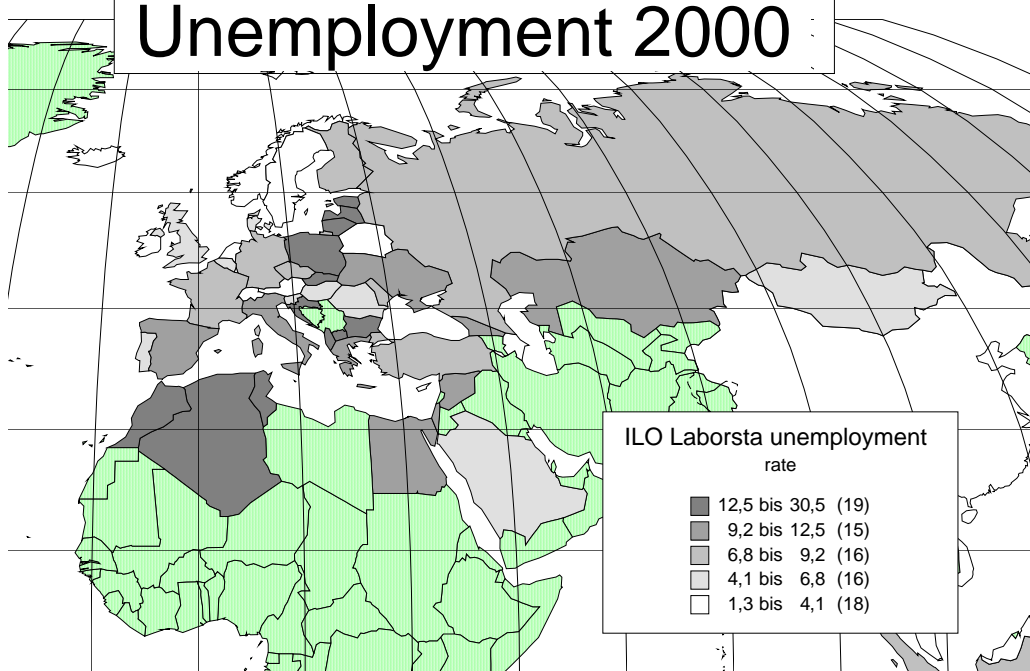 Unemployment 2000
ILO Laborsta unemployment
rate
12,5 bis 30,5 (19)
9,2 bis 12,5 (15)
6,8 bis 9,2 (16)
4,1 bis 6,8 (16)
1,3 bis 4,1 (18)